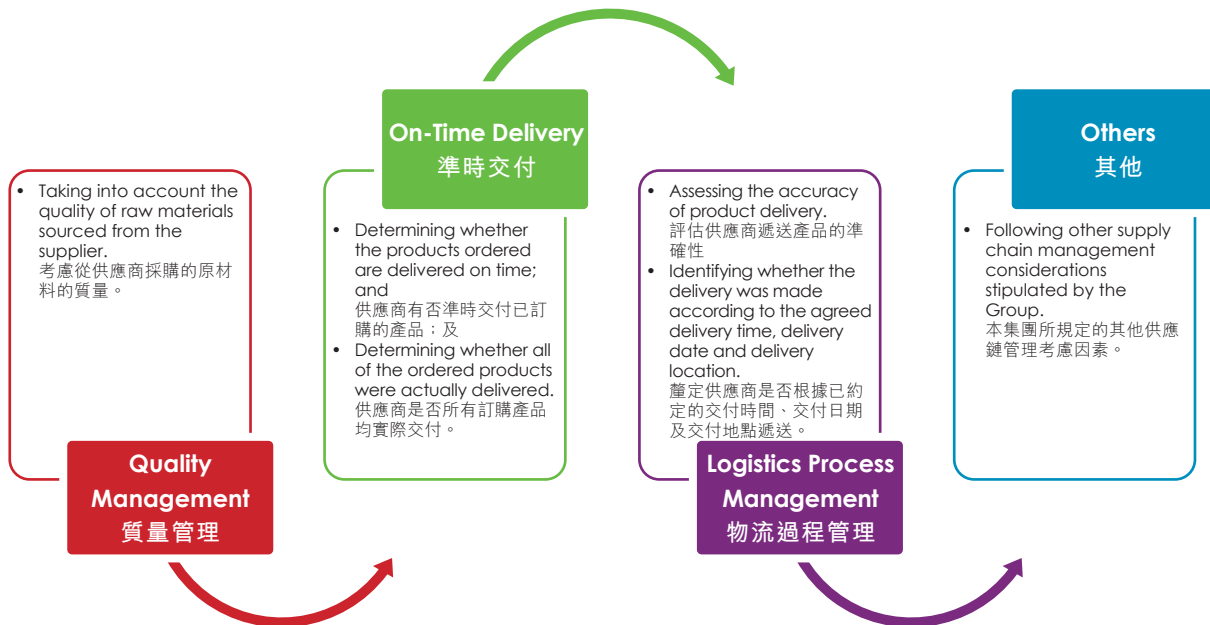 • Taking into account the
quality of raw materials
sourced from the
supplier.
考慮從供應商採購的原材
料的質量。
Quality
Management
質量管理
On-Time Delivery
準時交付
• Determining whether
the products ordered
are delivered on time;
and
供應商有否準時交付已訂
購的產品；及
• Determining whether all
of the ordered products
were actually delivered.
供應商是否所有訂購產品
均實際交付。
• Assessing the accuracy
of product delivery.
評估供應商遞送產品的準
確性
• Identifying whether the
delivery was made
according to the agreed
delivery time, delivery
date and delivery
location.
釐定供應商是否根據已約
定的交付時間、交付日期
及交付地點遞送。
Logistics Process
Management
物流過程管理
Others
其他
• Following other supply
chain management
considerations
stipulated by the
Group.
本集團所規定的其他供應
鏈管理考慮因素。